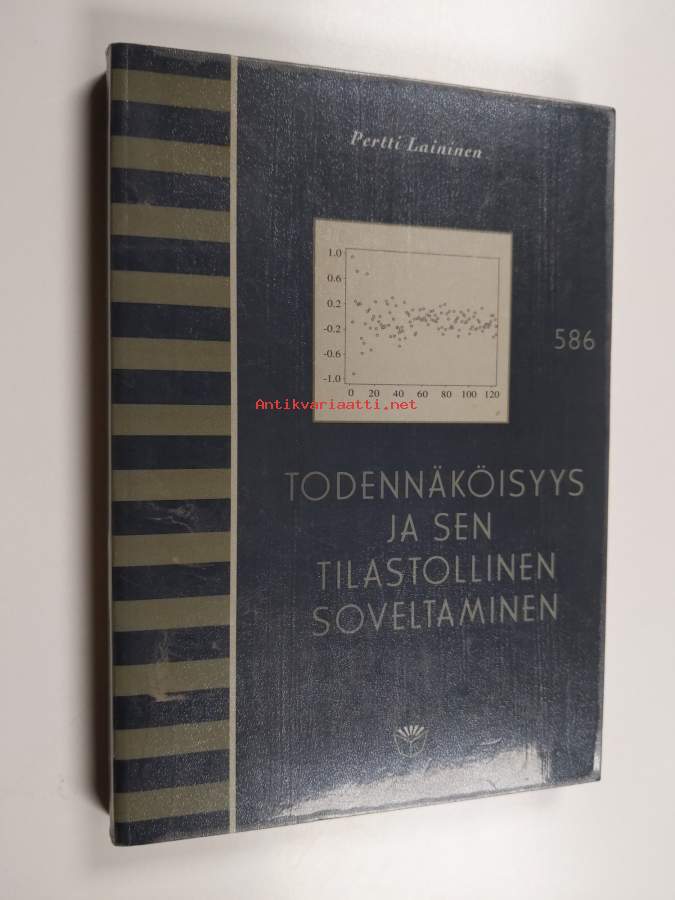 Pertti Laininen
1.0
0.6
0.2
-0.2
-0.6
-1.0
0 20 40 60 80 100 120
586
Antikvariaatti.net
TODENNÄKÖISYYS
JA SEN
TILASTOLLINEN
SOVELTAMINEN